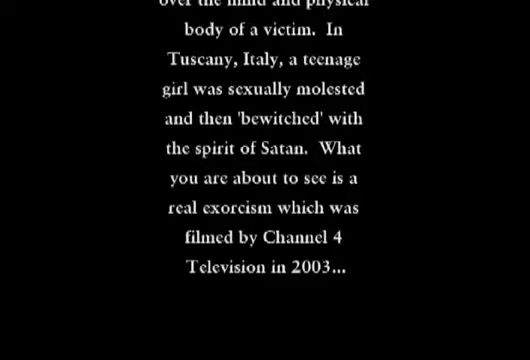 over the mind and physical
body of a victim. In
Tuscany, Italy, a teenage
girl was sexually molested
and then 'bewitched' with
the spirit of Satan. What
you are about to see is a
real exorcism which was
filmed by Channel 4
Television in 2003...